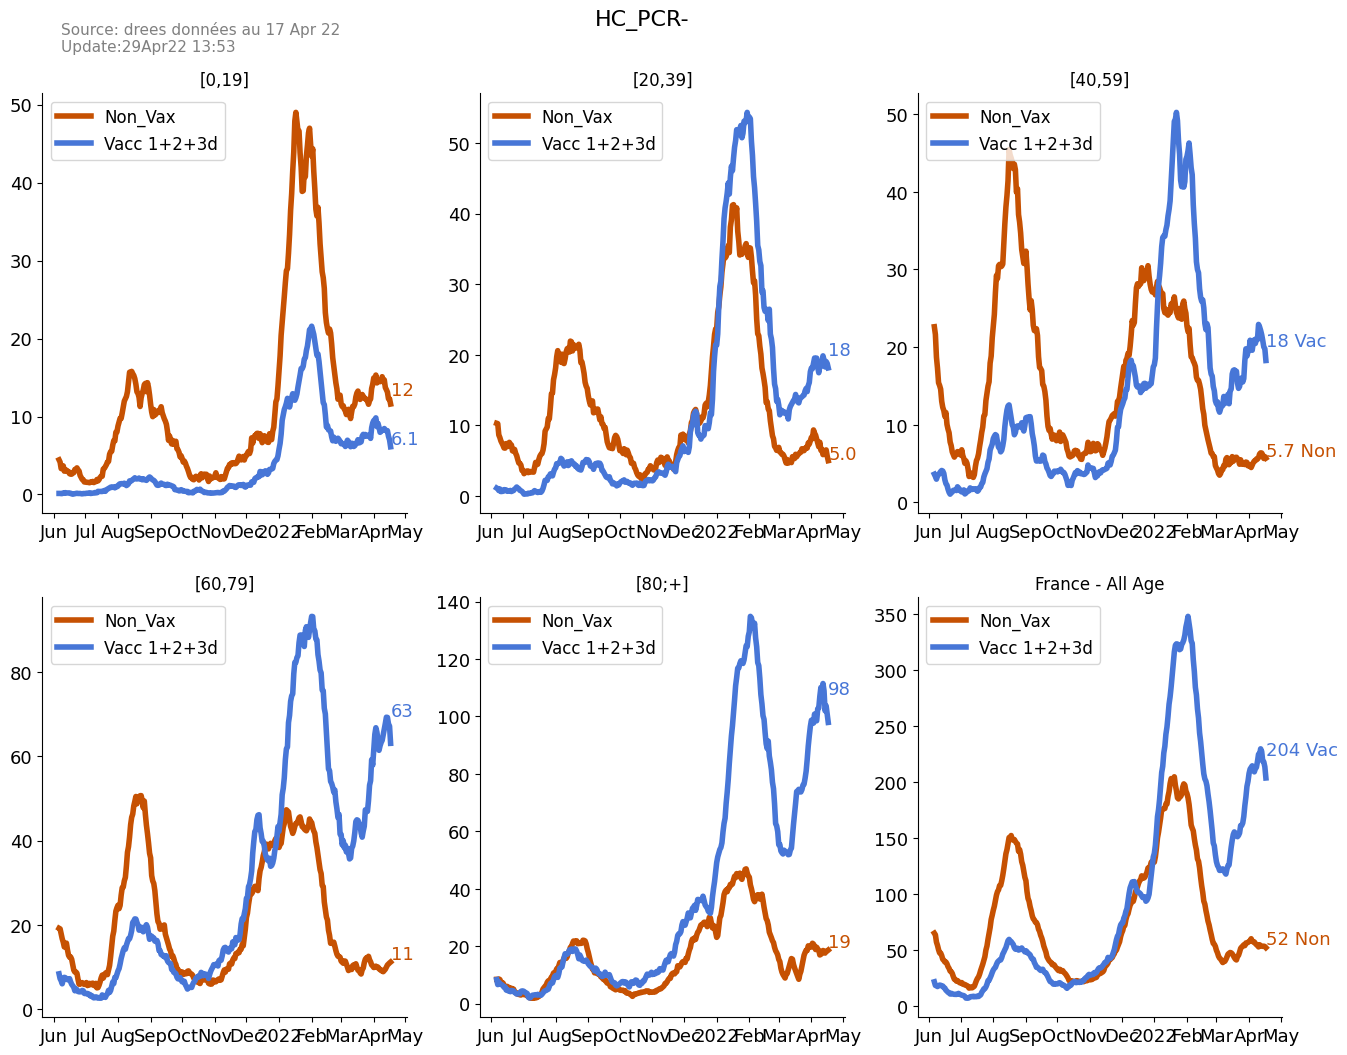 HC_PCR-
Source: drees données au 17 Apr 22
Update:29Apr22 13:53
[0,19]
Non_Vax
Vacc 1+2+3d
50
40
30
20
10
0
12
6.1
Jun Jul Aug Sep Oct Nov Dec 2022 Feb Mar Apr May
[20,39]
Non_Vax
Vacc 1+2+3d
50
40
30
20
10
0
18
5.0
Jun Jul Aug Sep Oct Nov Dec 2022 Feb Mar Apr May
[40,59]
Non_Vax
Vacc 1+2+3d
50
40
30
20
10
0
18 Vac
5.7 Non
Jun Jul Aug Sep Oct Nov Dec 2022 Feb Mar Apr May
[60,79]
Non_Vax
Vacc 1+2+3d
80
60
40
20
0
63
11
Jun Jul Aug Sep Oct Nov Dec 2022 Feb Mar Apr May
[80;+]
Non_Vax
Vacc 1+2+3d
140
120
100
80
60
40
20
0
98
19
Jun Jul Aug Sep Oct Nov Dec 2022 Feb Mar Apr May
France - All Age
Non_Vax
Vacc 1+2+3d
350
300
250
200
150
100
50
0
204 Vac
52 Non
Jun Jul Aug Sep Oct Nov Dec 2022 Feb Mar Apr May